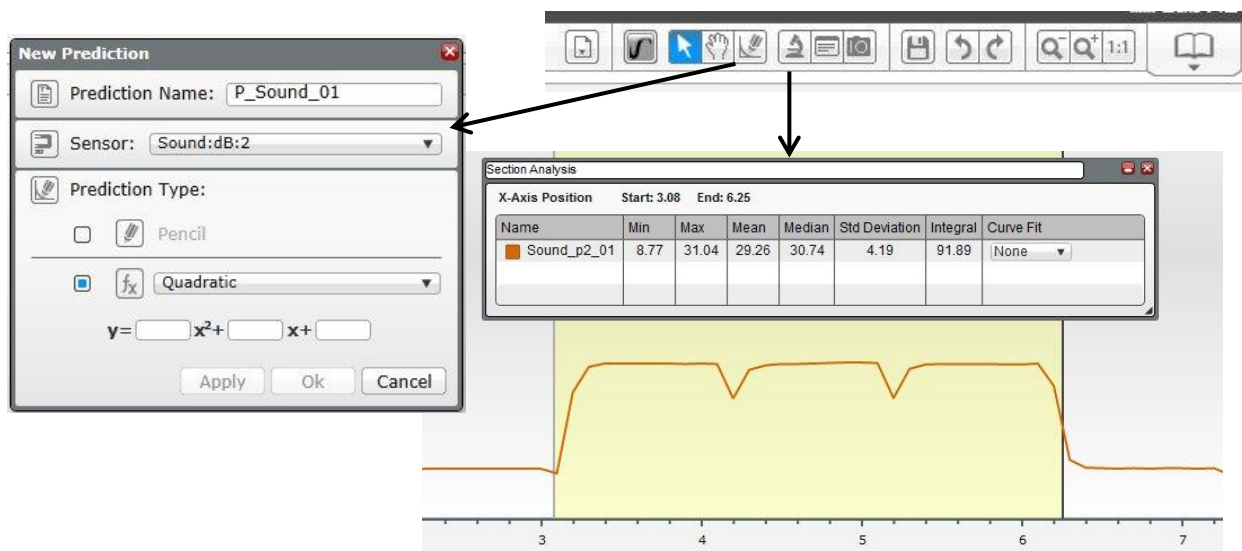 1:1
New Prediction
Prediction Name: P_Sound_01
Sensor: Sound:dB:2
Prediction Type:
Pencil
fx Quadratic
y= x²+ x+
Apply Ok Cancel
Section Analysis
X-Axis Position Start: 3.08 End: 6.25
Name Min Max Mean Median Std Deviation Integral Curve Fit
Sound_p2_01 8.77 31.04 29.26 30.74 4.19 91.89 None
3 4 5 6 7